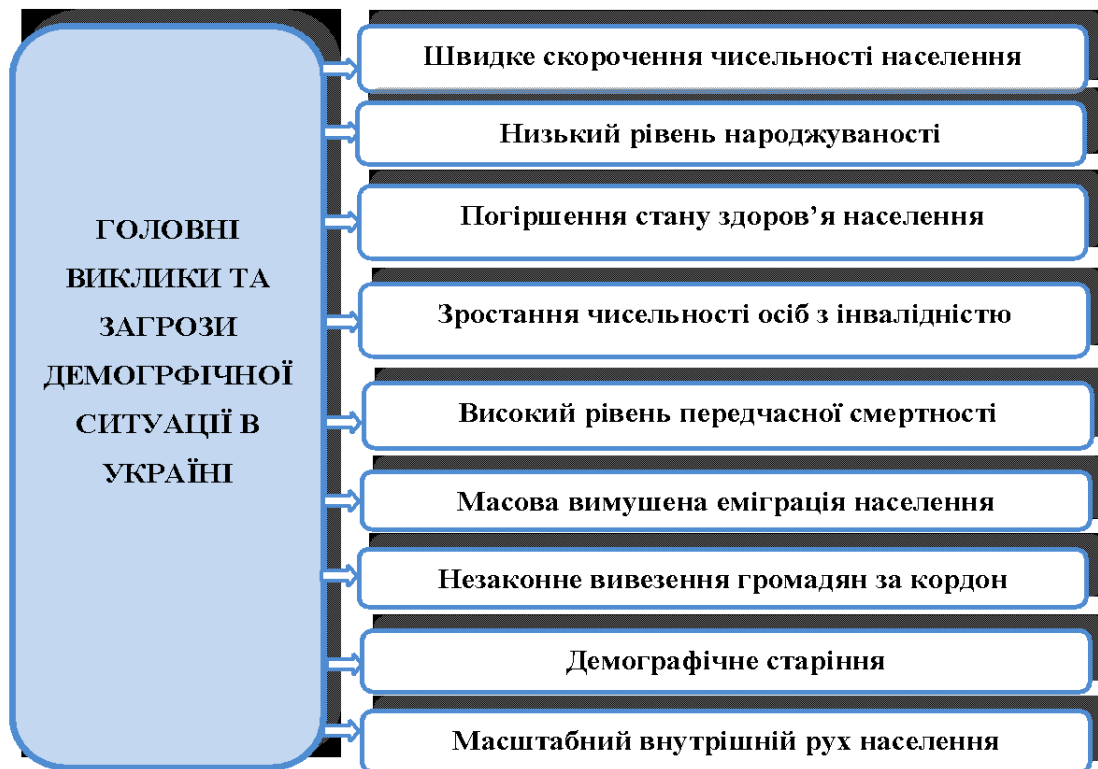 ГОЛОВНІ
ВИКЛИКИ ТА
ЗАГРОЗИ
ДЕМОГРФІЧНОЇ
СИТУАЦІЇ В
УКРАЇНІ
Швидке скорочення чисельності населення
Низький рівень народжуваності
Погіршення стану здоров’я населення
Зростання чисельності осіб з інвалідністю
Високий рівень передчасної смертності
Масова вимушена еміграція населення
Незаконне вивезення громадян за кордон
Демографічне старіння
Масштабний внутрішній рух населення